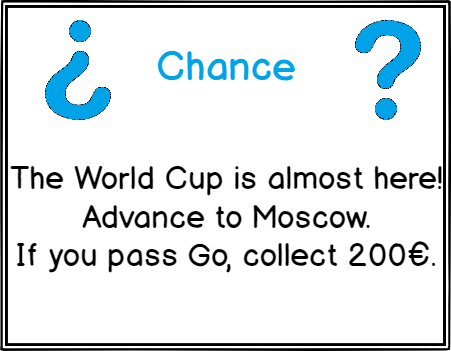 ¿ Chance ?
The World Cup is almost here!
Advance to Moscow.
If you pass Go, collect 200€.